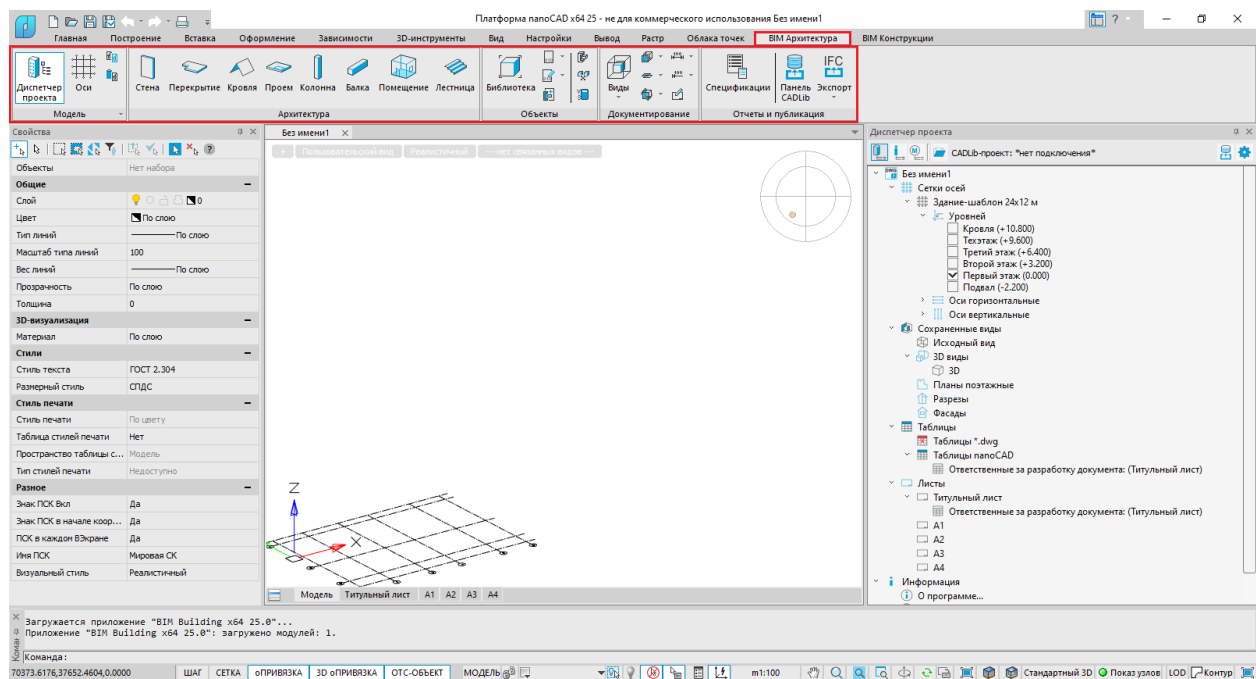 Платформа nanoCAD x64 25 - не для коммерческого использования Без имени1
?
Главная Построение Вставка Оформление Зависимости 3D-инструменты Вид Настройки Вывод Растр Облака точек BIM Архитектура BIM Конструкции
Диспетчер проекта
Оси
Стена Перекрытие Кровля Проем Колонна Балка Помещение Лестница
Библиотека
Виды
Спецификации
Панель CADLib
IFC
Экспорт
Модель Архитектура Объекты Документирование Отчеты и публикация
Свойства
Объекты Нет набора
Общие
Слой 0
Цвет По слою
Тип линий По слою
Масштаб типа линий 100
Вес линий По слою
Прозрачность По слою
Толщина 0
3D-визуализация
Материал По слою
Стили
Стиль текста ГОСТ 2.304
Размерный стиль СПДС
Стиль печати
Стиль печати По цвету
Таблица стилей печати Нет
Пространство таблицы с... Модель
Тип стилей печати Недоступно
Разное
Знак ПСК Вкл Да
Знак ПСК в начале коор... Да
ПСК в каждом ВЭкране Да
Имя ПСК Мировая СК
Визуальный стиль Реалистичный
Без имени1
+ Пользовательский вид Реалистичный ---нет связанных видов ---
Z
X
Модель Титульный лист A1 A2 A3 A4
Диспетчер проекта
CADLib-проект: *нет подключения*
Без имени1
Сетки осей
Здание-шаблон 24x12 м
Уровней
Кровля (+10.800)
Техэтаж (+9.600)
Третий этаж (+6.400)
Второй этаж (+3.200)
Первый этаж (0.000)
Подвал (-2.200)
Оси горизонтальные
Оси вертикальные
Сохраненные виды
Исходный вид
3D виды
3D
Планы поэтажные
Разрезы
Фасады
Таблицы
Таблицы *.dwg
Таблицы nanoCAD
Ответственные за разработку документа: (Титульный лист)
Листы
Титульный лист
Ответственные за разработку документа: (Титульный лист)
A1
A2
A3
A4
Информация
О программе...
Загружается приложение "BIM Building x64 25.0"...
Приложение "BIM Building x64 25.0": загружено модулей: 1.
Команда:
70373.6176,37652.4604,0.0000 ШАГ СЕТКА оПРИВЯЗКА 3D оПРИВЯЗКА ОТС-ОБЪЕКТ МОДЕЛЬ m1:100 Стандартный 3D Показ узлов LOD Контур